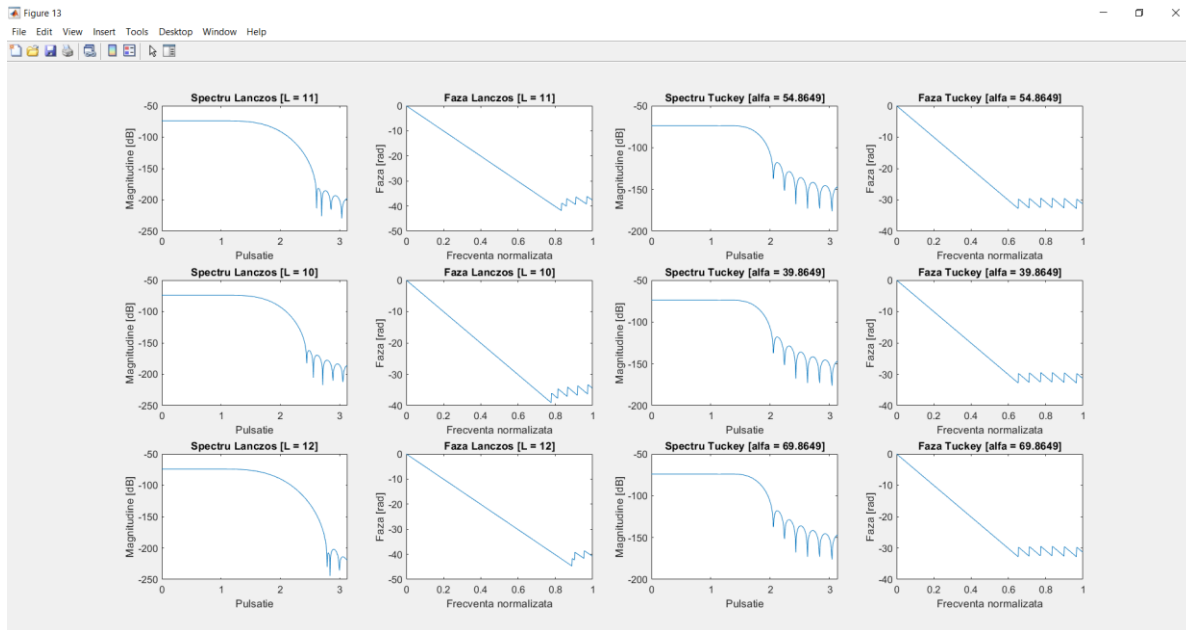 Figure 13
File Edit View Insert Tools Desktop Window Help
Spectru Lanczos [L = 11]
-50
-100
-150
-200
-250
Magnitudine [dB]
0 1 2 3
Pulsatie
Faza Lanczos [L = 11]
0
-10
-20
-30
-40
-50
Faza [rad]
0 0.2 0.4 0.6 0.8 1
Frecventa normalizata
Spectru Tuckey [alfa = 54.8649]
-50
-100
-150
-200
Magnitudine [dB]
0 1 2 3
Pulsatie
Faza Tuckey [alfa = 54.8649]
0
-10
-20
-30
-40
Faza [rad]
0 0.2 0.4 0.6 0.8 1
Frecventa normalizata
Spectru Lanczos [L = 10]
-50
-100
-150
-200
-250
Magnitudine [dB]
0 1 2 3
Pulsatie
Faza Lanczos [L = 10]
0
-10
-20
-30
-40
Faza [rad]
0 0.2 0.4 0.6 0.8 1
Frecventa normalizata
Spectru Tuckey [alfa = 39.8649]
-50
-100
-150
-200
Magnitudine [dB]
0 1 2 3
Pulsatie
Faza Tuckey [alfa = 39.8649]
0
-10
-20
-30
-40
Faza [rad]
0 0.2 0.4 0.6 0.8 1
Frecventa normalizata
Spectru Lanczos [L = 12]
-50
-100
-150
-200
-250
Magnitudine [dB]
0 1 2 3
Pulsatie
Faza Lanczos [L = 12]
0
-10
-20
-30
-40
-50
Faza [rad]
0 0.2 0.4 0.6 0.8 1
Frecventa normalizata
Spectru Tuckey [alfa = 69.8649]
-50
-100
-150
-200
Magnitudine [dB]
0 1 2 3
Pulsatie
Faza Tuckey [alfa = 69.8649]
0
-10
-20
-30
-40
Faza [rad]
0 0.2 0.4 0.6 0.8 1
Frecventa normalizata